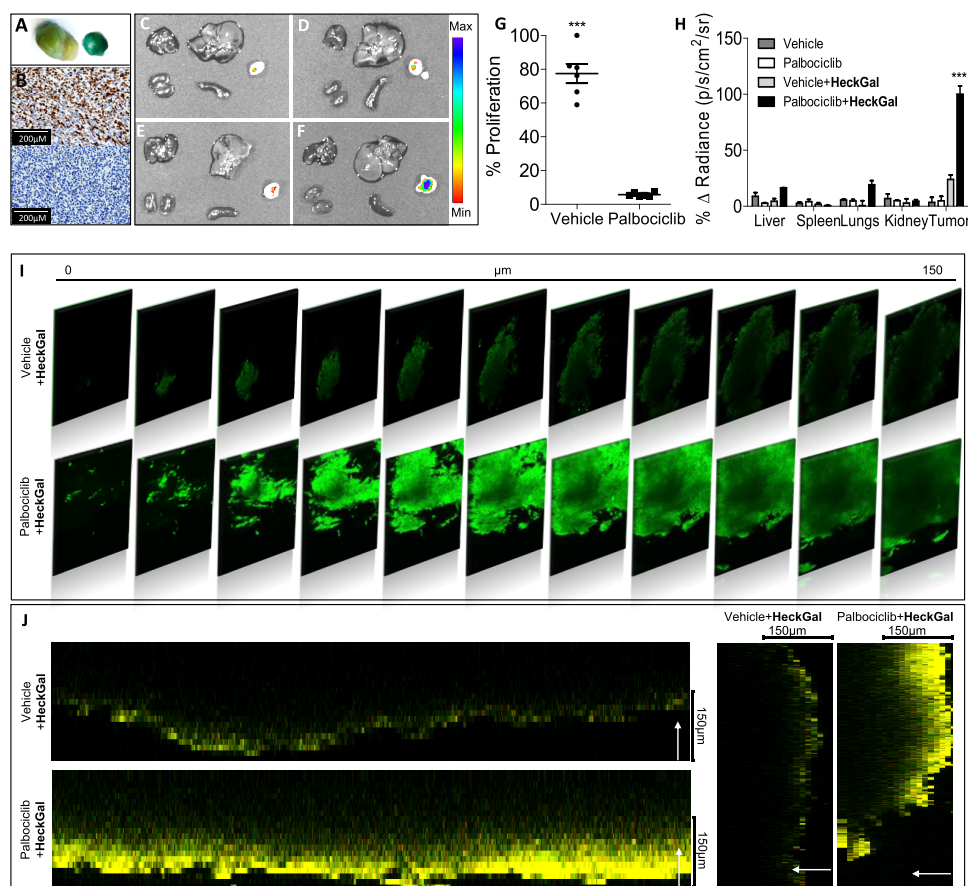 A
B
200µM
200µM
C
D
E
F
Max
Min
G
% Proliferation
100
80
60
40
20
0
***
Vehicle
Palbociclib
H
% Δ Radiance (p/s/cm²/sr)
150
100
50
0
Vehicle
Palbociclib
Vehicle+HeckGal
Palbociclib+HeckGal
***
Liver
Spleen
Lungs
Kidney
Tumor
I
0
µm
150
Vehicle
+HeckGal
Palbociclib
+HeckGal
J
Vehicle
+HeckGal
150µm
Palbociclib
+HeckGal
150µm
Vehicle+HeckGal
150µm
Palbociclib+HeckGal
150µm